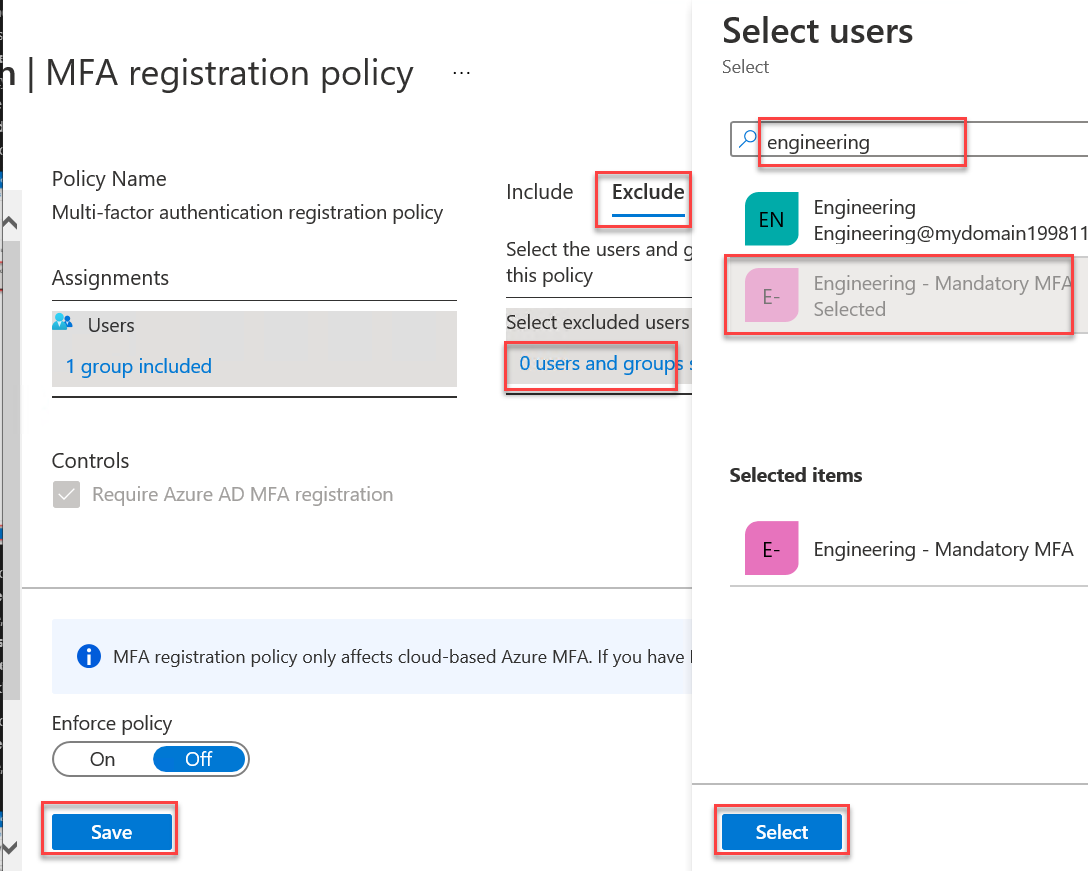 | MFA registration policy
...
Policy Name
Multi-factor authentication registration policy
Assignments
Users
1 group included
Controls
Require Azure AD MFA registration
Include
Exclude
Select the users and g
this policy
Select excluded users
0 users and groups s
MFA registration policy only affects cloud-based Azure MFA. If you have
Enforce policy
On
Off
Save
Select users
Select
engineering
EN
Engineering
Engineering@mydomain199811
E-
Engineering - Mandatory MFA
Selected
Selected items
E-
Engineering - Mandatory MFA
Select